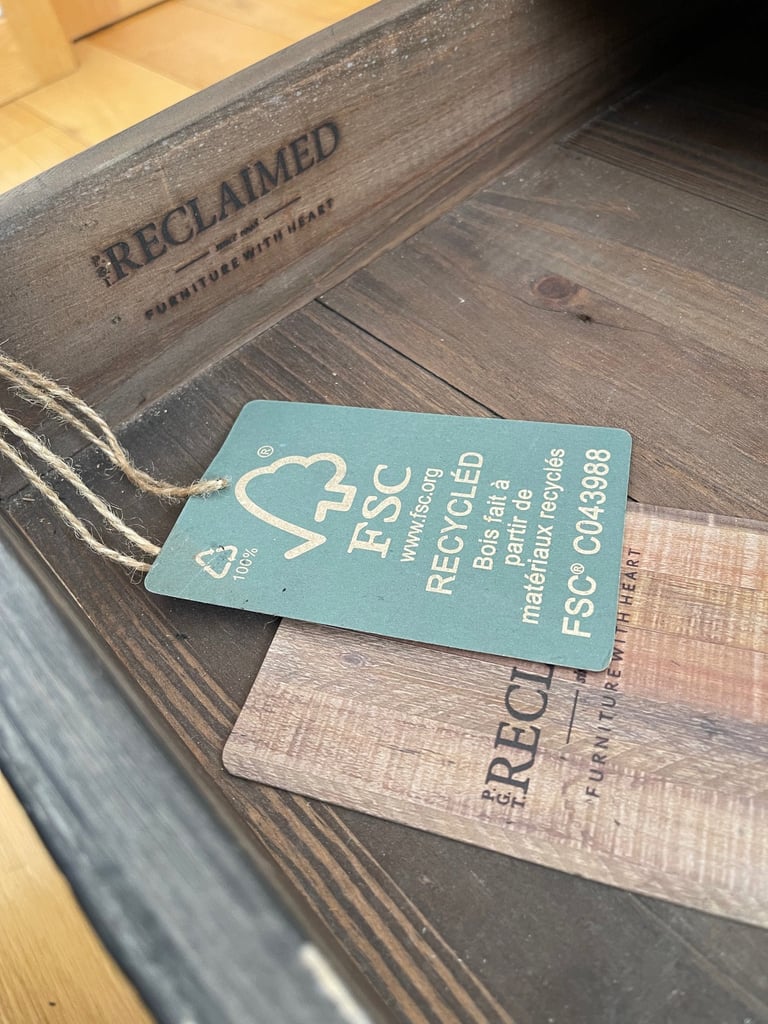 P.G.T.
RECLAIMED
FURNITURE WITH HEART
®
100%
FSC
www.fsc.org
RECYCLÉD
Bois fait à
partir de
matériaux recyclés
FSC® C043988
P.G.T.
RECL
FURNITURE WITH HEART